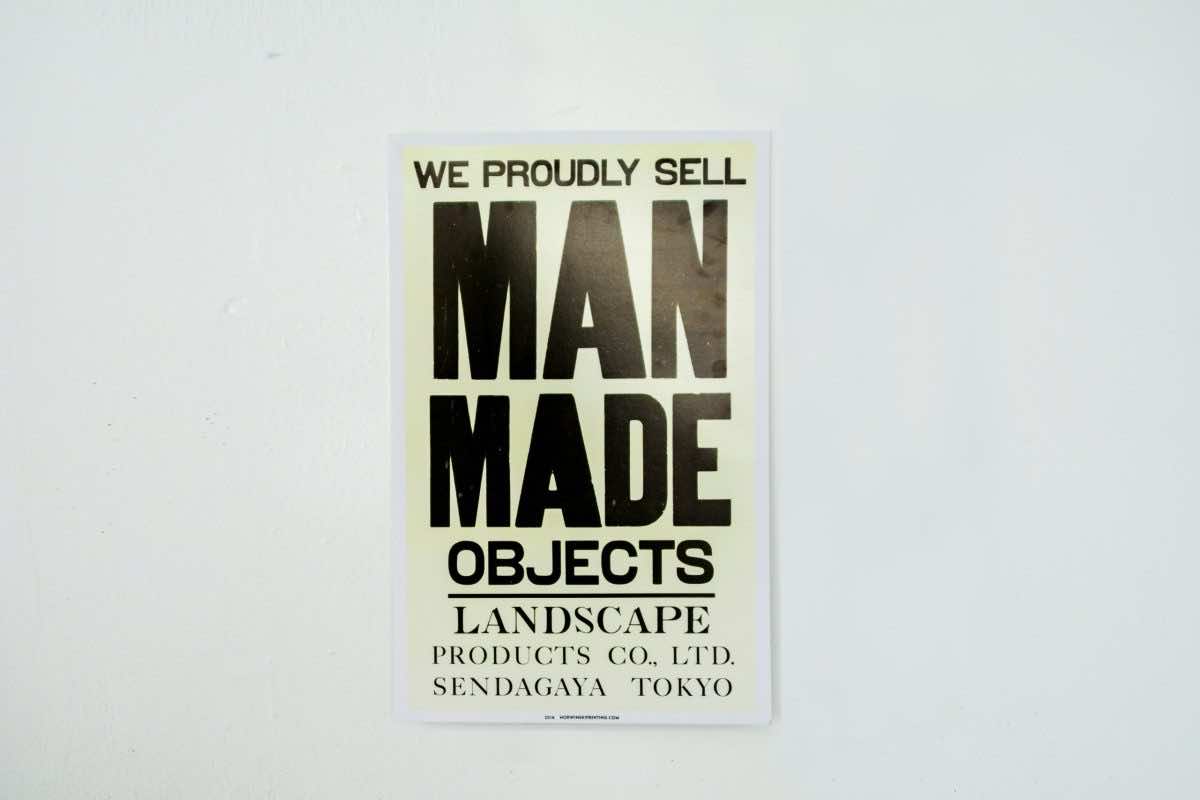 WE PROUDLY SELL
MAN
MADE
OBJECTS
LANDSCAPE
PRODUCTS CO., LTD.
SENDAGAYA TOKYO